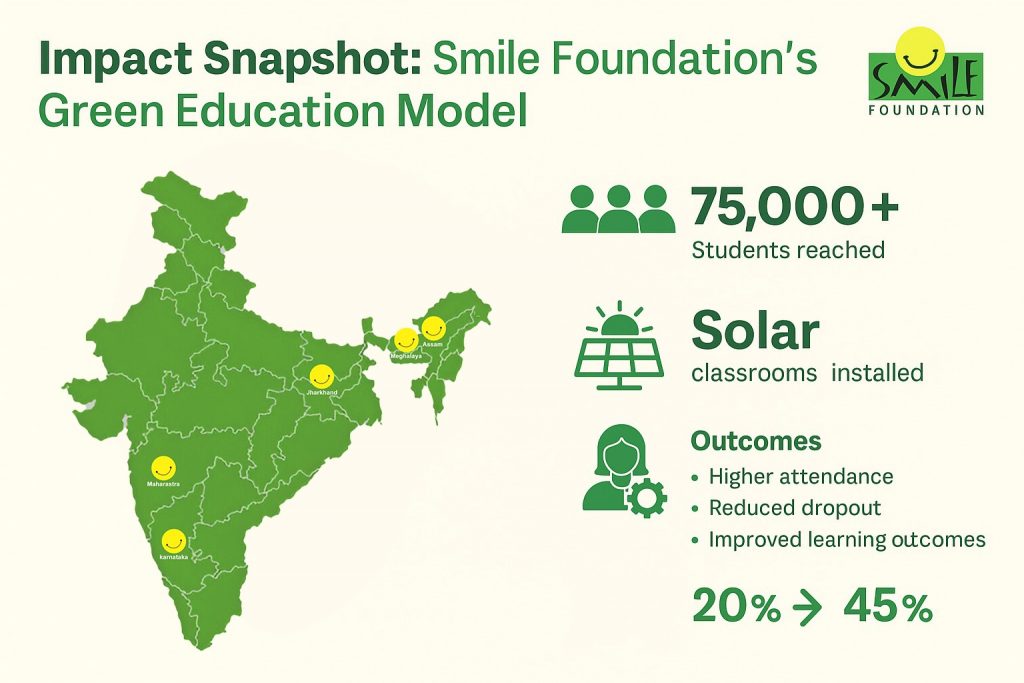 Impact Snapshot: Smile Foundation's
Green Education Model
SMILE
FOUNDATION
75,000+
Students reached
Solar
classrooms installed
Outcomes
• Higher attendance
• Reduced dropout
• Improved learning outcomes
20% → 45%
Assam
Meghalaya
Jharkhand
Maharastra
karnataka